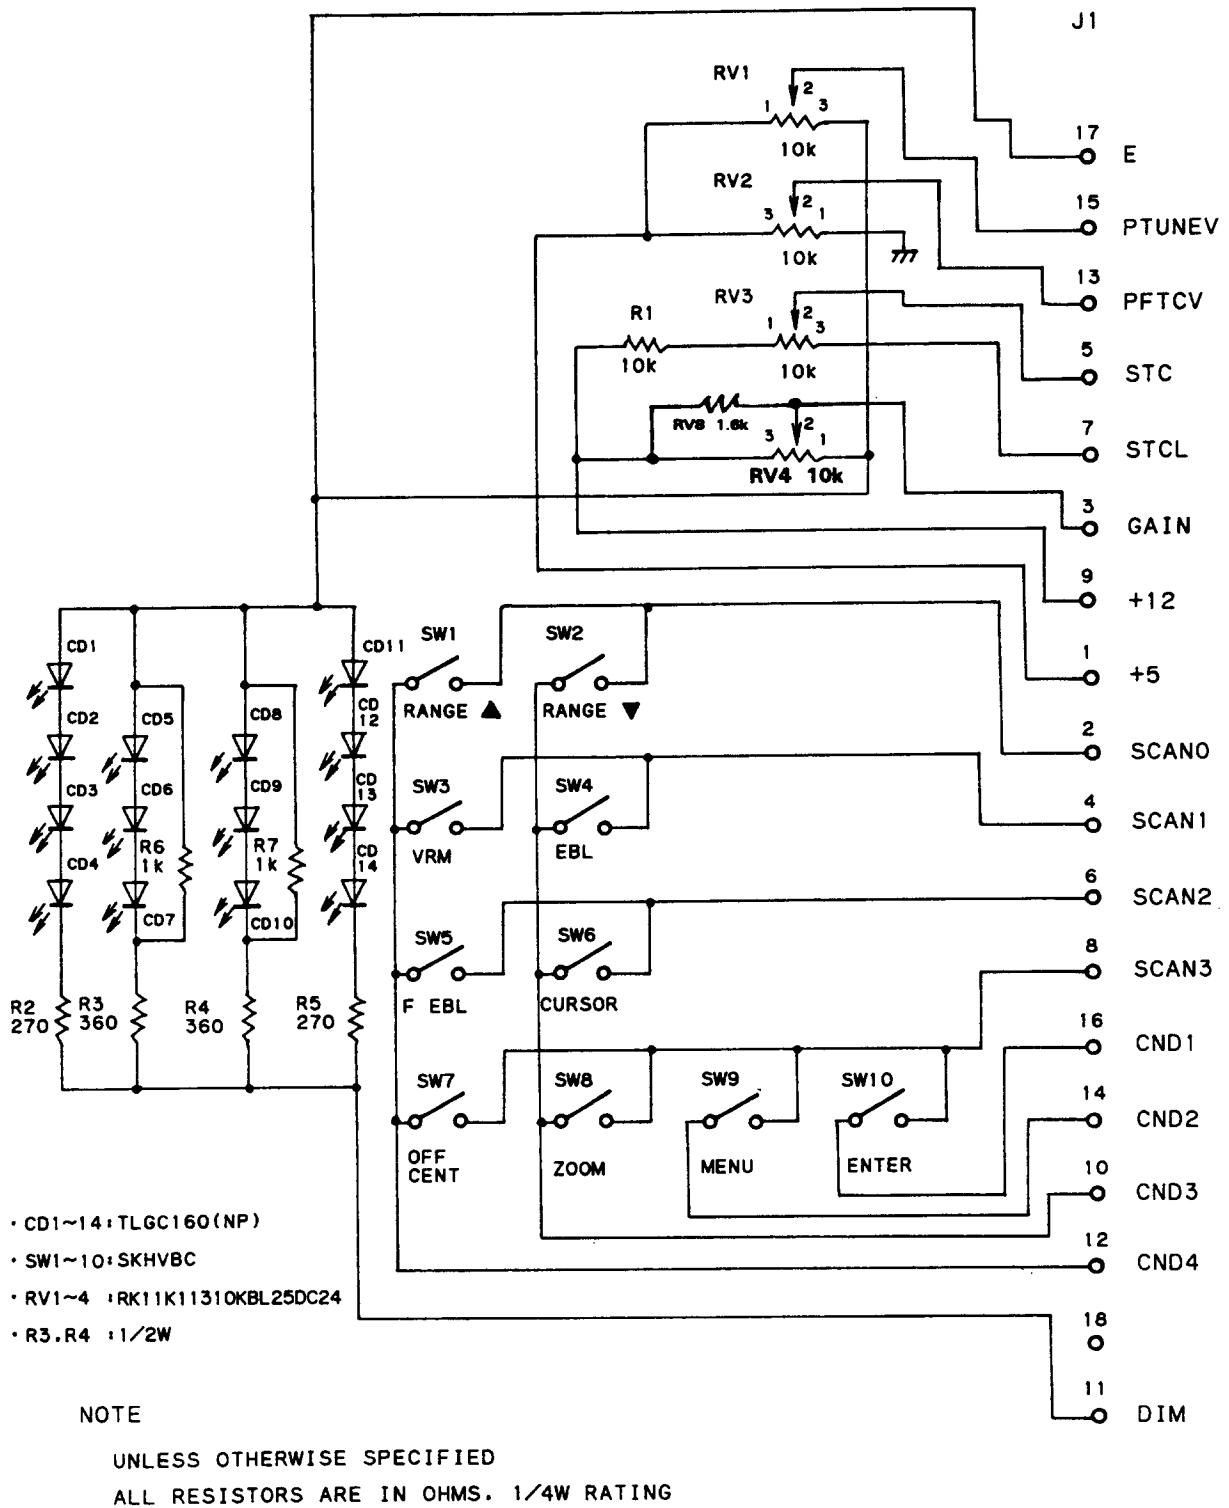 J1
RV1
1 2 3
10k
17
E
RV2
3 2 1
10k
15
PTUNEV
13
PFTCV
RV3
R1
10k
1 2 3
10k
5
STC
RV8 1.6k
3 2 1
RV4 10k
7
STCL
3
GAIN
9
+12
1
+5
2
SCAN0
4
SCAN1
6
SCAN2
8
SCAN3
16
CND1
14
CND2
10
CND3
12
CND4
18
11
DIM
CD1
CD2
CD3
CD4
CD5
CD6
CD7
R6
1k
CD8
CD9
CD10
R7
1k
CD11
CD
12
CD
13
CD
14
R2
270
R3
360
R4
360
R5
270
SW1
RANGE ▲
SW2
RANGE ▼
SW3
VRM
SW4
EBL
SW5
F EBL
SW6
CURSOR
SW7
OFF
CENT
SW8
ZOOM
SW9
MENU
SW10
ENTER
・CD1~14:TLGC160(NP)
・SW1~10:SKHVBC
・RV1~4 :RK11K11310KBL25DC24
・R3.R4 :1/2W
NOTE
UNLESS OTHERWISE SPECIFIED
ALL RESISTORS ARE IN OHMS. 1/4W RATING